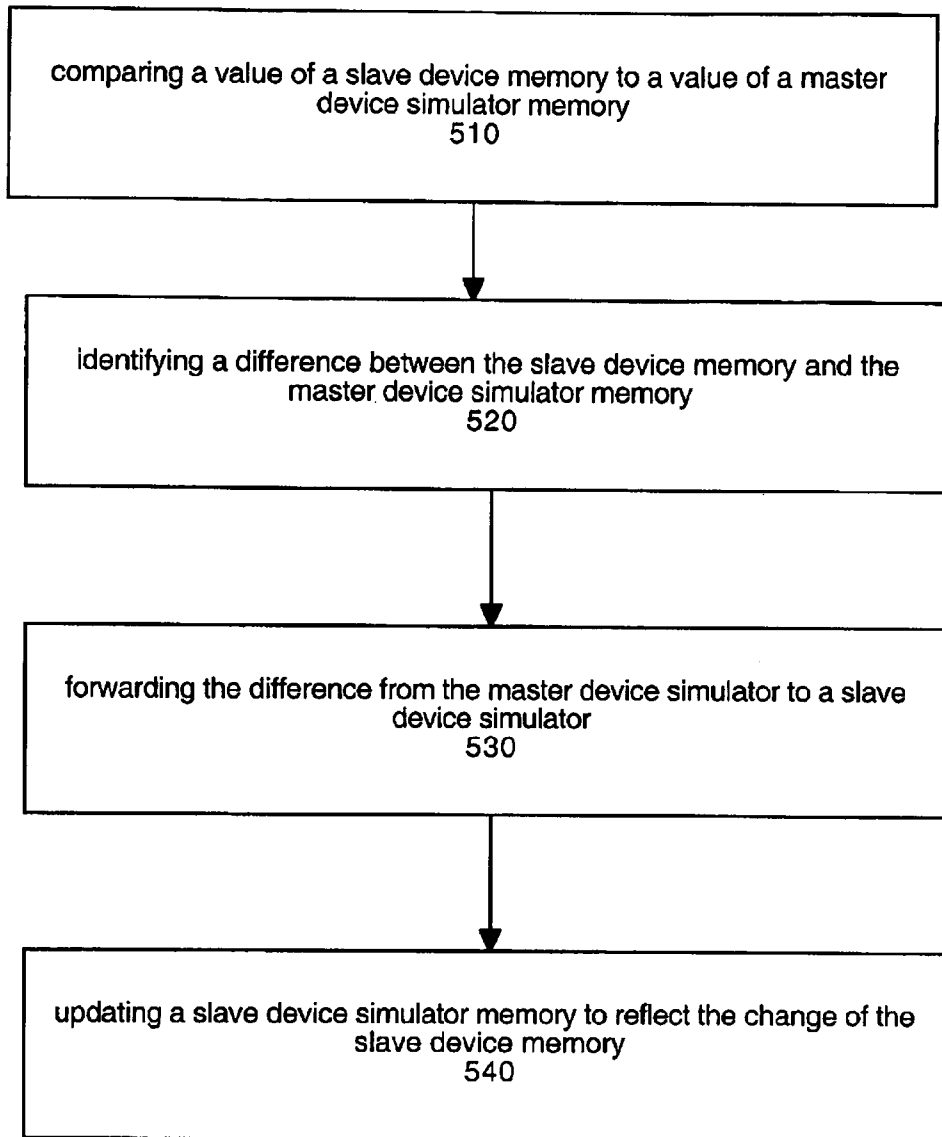 comparing a value of a slave device memory to a value of a master
device simulator memory
510
identifying a difference between the slave device memory and the
master device simulator memory
520
forwarding the difference from the master device simulator to a slave
device simulator
530
updating a slave device simulator memory to reflect the change of the
slave device memory
540